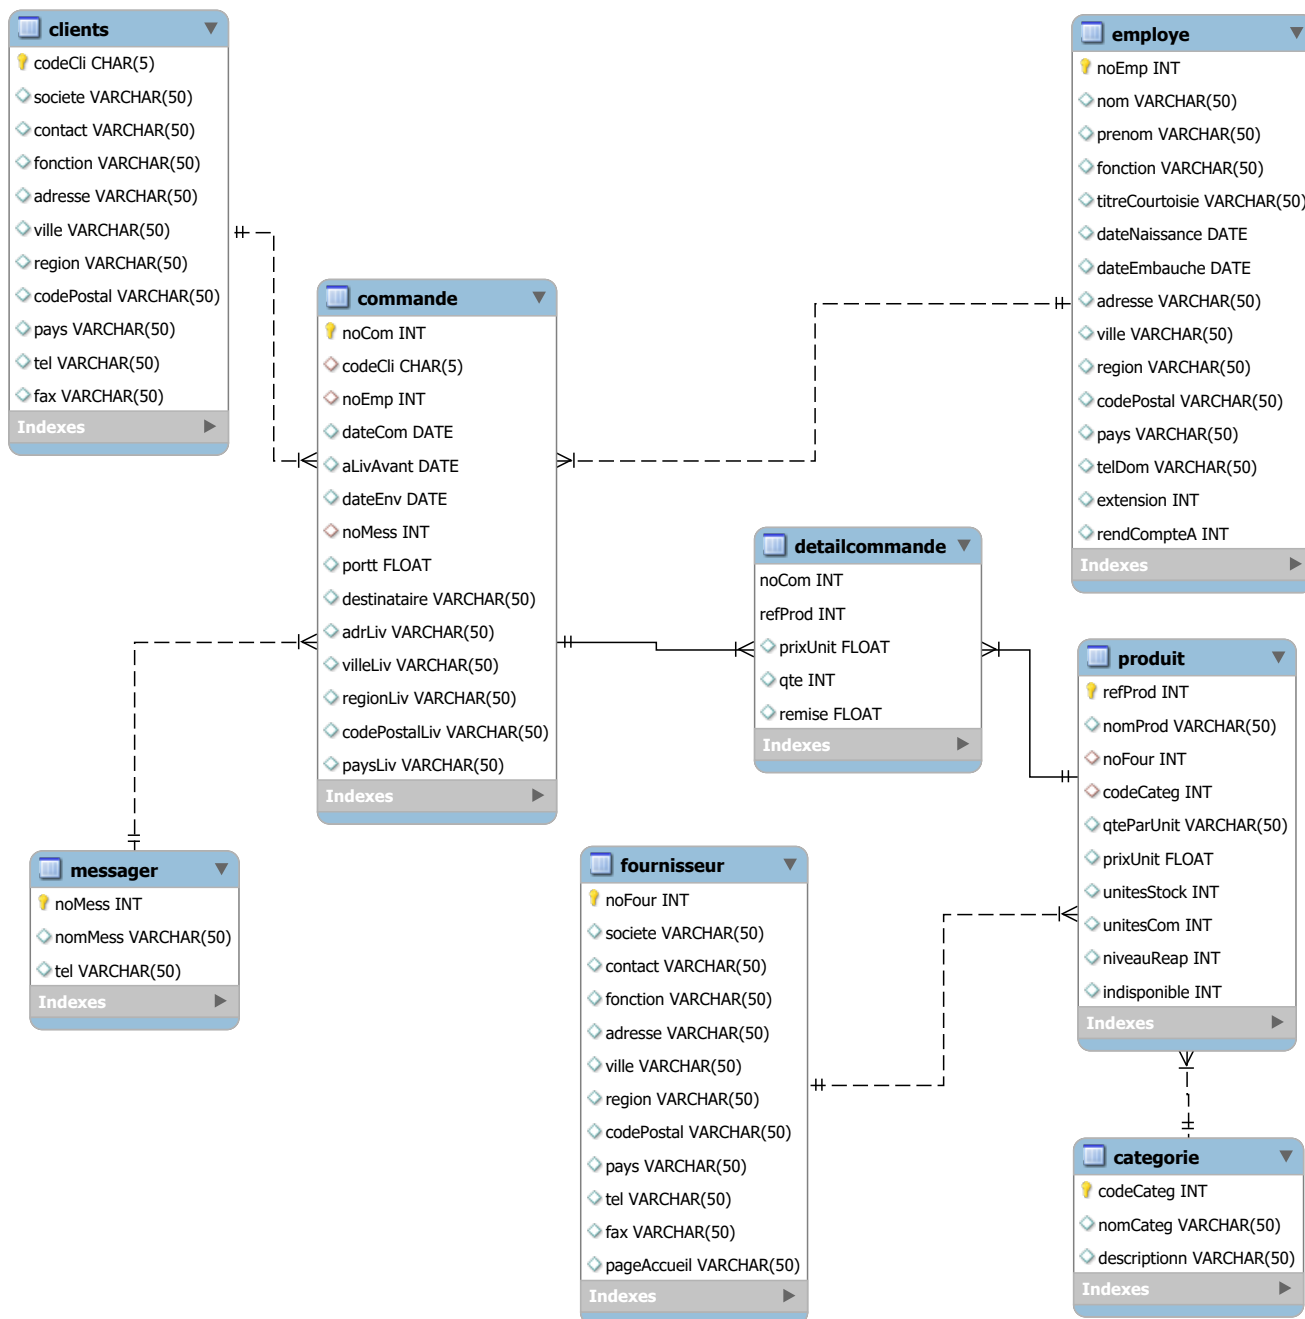 clients
codeCli CHAR(5)
societe VARCHAR(50)
contact VARCHAR(50)
fonction VARCHAR(50)
adresse VARCHAR(50)
ville VARCHAR(50)
region VARCHAR(50)
codePostal VARCHAR(50)
pays VARCHAR(50)
tel VARCHAR(50)
fax VARCHAR(50)
Indexes
employe
noEmp INT
nom VARCHAR(50)
prenom VARCHAR(50)
fonction VARCHAR(50)
titreCourtoisie VARCHAR(50)
dateNaissance DATE
dateEmbauche DATE
adresse VARCHAR(50)
ville VARCHAR(50)
region VARCHAR(50)
codePostal VARCHAR(50)
pays VARCHAR(50)
telDom VARCHAR(50)
extension INT
rendCompteA INT
Indexes
commande
noCom INT
codeCli CHAR(5)
noEmp INT
dateCom DATE
aLivAvant DATE
dateEnv DATE
noMess INT
portt FLOAT
destinataire VARCHAR(50)
adrLiv VARCHAR(50)
villeLiv VARCHAR(50)
regionLiv VARCHAR(50)
codePostalLiv VARCHAR(50)
paysLiv VARCHAR(50)
Indexes
detailcommande
noCom INT
refProd INT
prixUnit FLOAT
qte INT
remise FLOAT
Indexes
produit
refProd INT
nomProd VARCHAR(50)
noFour INT
codeCateg INT
qteParUnit VARCHAR(50)
prixUnit FLOAT
unitesStock INT
unitesCom INT
niveauReap INT
indisponible INT
Indexes
messager
noMess INT
nomMess VARCHAR(50)
tel VARCHAR(50)
Indexes
fournisseur
noFour INT
societe VARCHAR(50)
contact VARCHAR(50)
fonction VARCHAR(50)
adresse VARCHAR(50)
ville VARCHAR(50)
region VARCHAR(50)
codePostal VARCHAR(50)
pays VARCHAR(50)
tel VARCHAR(50)
fax VARCHAR(50)
pageAccueil VARCHAR(50)
Indexes
categorie
codeCateg INT
nomCateg VARCHAR(50)
descriptionn VARCHAR(50)
Indexes